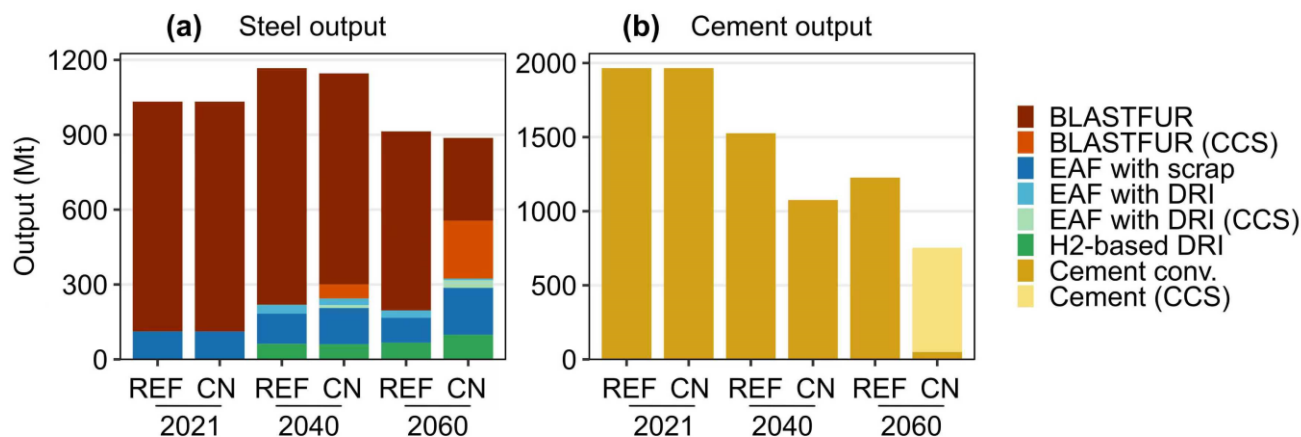 (a) Steel output
Output (Mt)
1200
900
600
300
0
REF CN REF CN REF CN
2021 2040 2060
(b) Cement output
2000
1500
1000
500
0
REF CN REF CN REF CN
2021 2040 2060
BLASTFUR
BLASTFUR (CCS)
EAF with scrap
EAF with DRI
EAF with DRI (CCS)
H2-based DRI
Cement conv.
Cement (CCS)